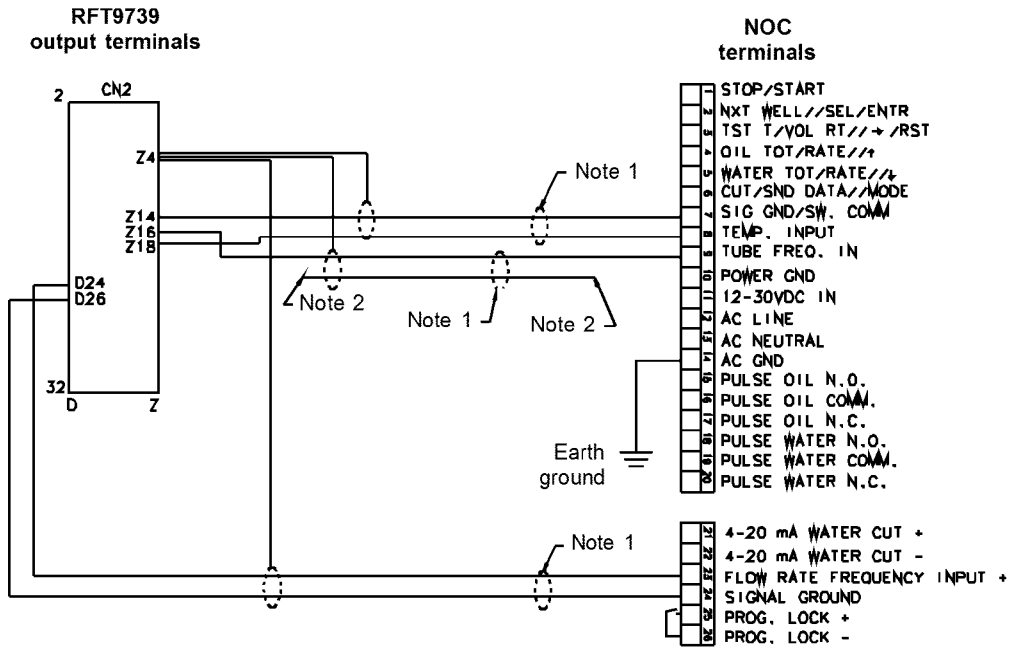 RFT9739
output terminals
NOC
terminals
2
CN2
Z4
Z14
Z16
Z18
D24
D26
32
D
Z
Note 1
Note 2
Note 1
Note 2
Earth
ground
Note 1
1 STOP/START
2 NXT WELL//SEL/ENTR
3 TST T/VOL RT//→/RST
4 OIL TOT/RATE//↑
5 WATER TOT/RATE//↓
6 CUT/SND DATA//MODE
7 SIG GND/SW. COMM
8 TEMP. INPUT
9 TUBE FREQ. IN
10 POWER GND
11 12-30VDC IN
12 AC LINE
13 AC NEUTRAL
14 AC GND
15 PULSE OIL N.O.
16 PULSE OIL COMM.
17 PULSE OIL N.C.
18 PULSE WATER N.O.
19 PULSE WATER COMM.
20 PULSE WATER N.C.
21 4-20 mA WATER CUT +
22 4-20 mA WATER CUT -
23 FLOW RATE FREQUENCY INPUT +
24 SIGNAL GROUND
25 PROG. LOCK +
26 PROG. LOCK -